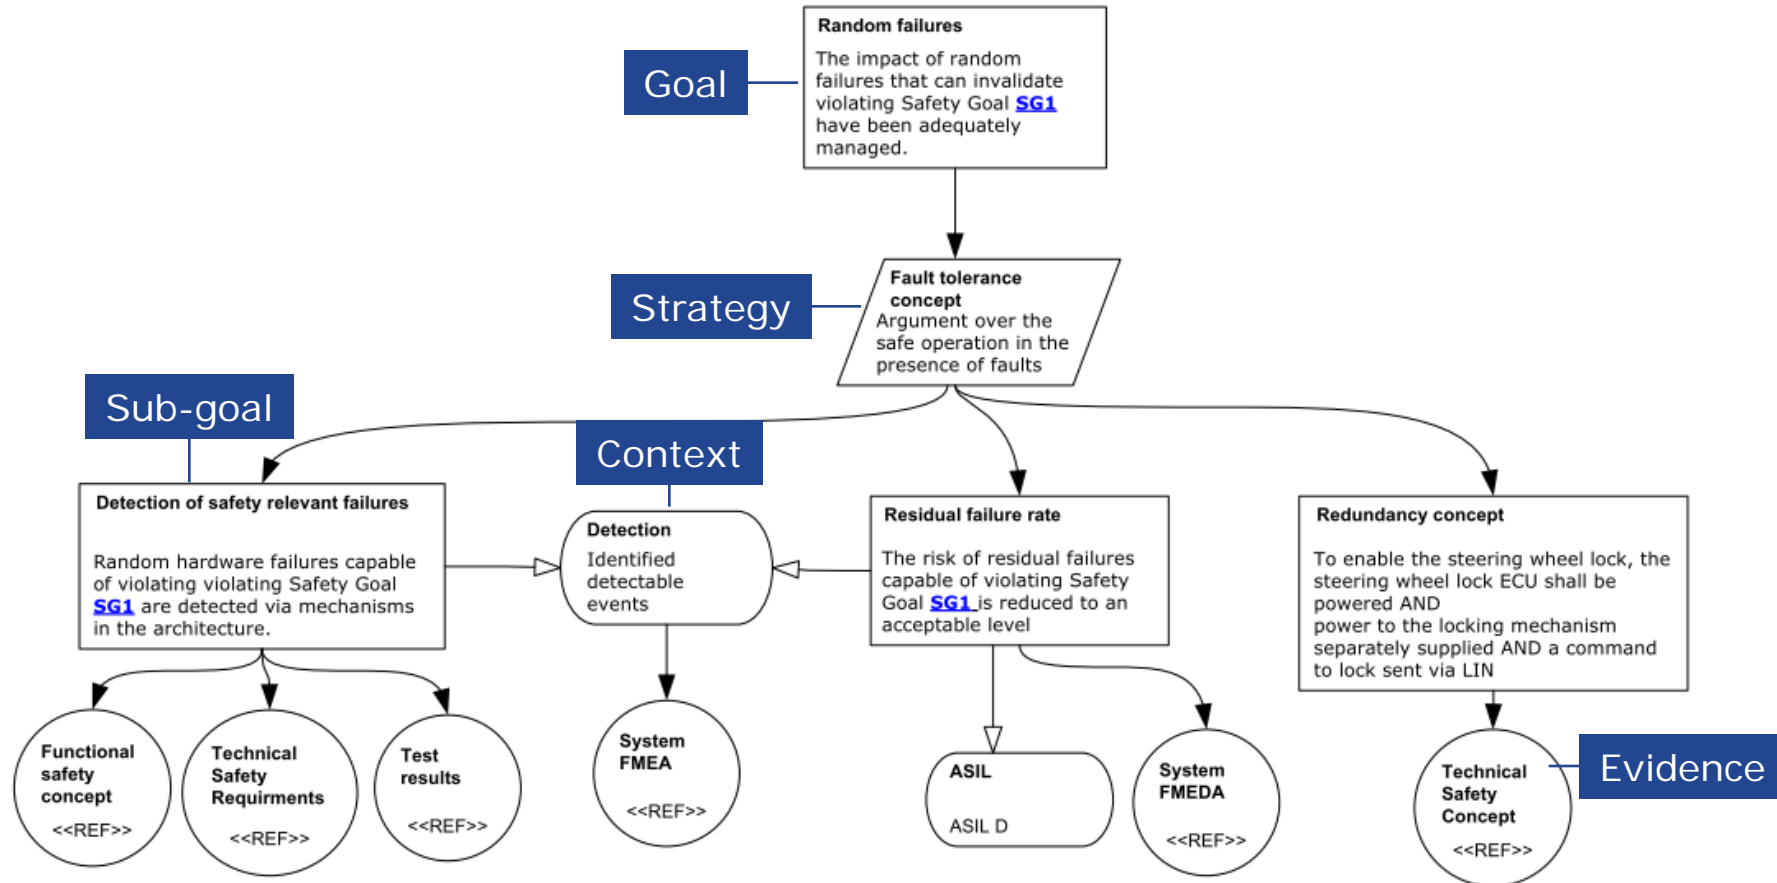 Random failures
The impact of random
failures that can invalidate
violating Safety Goal SG1
have been adequately
managed.
Goal
Fault tolerance
concept
Argument over the
safe operation in the
presence of faults
Strategy
Sub-goal
Context
Detection of safety relevant failures
Random hardware failures capable
of violating violating Safety Goal
SG1 are detected via mechanisms
in the architecture.
Detection
Identified
detectable
events
Residual failure rate
The risk of residual failures
capable of violating Safety
Goal SG1 is reduced to an
acceptable level
Redundancy concept
To enable the steering wheel lock, the
steering wheel lock ECU shall be
powered AND
power to the locking mechanism
separately supplied AND a command
to lock sent via LIN
Functional
safety
concept
<<REF>>
Technical
Safety
Requirments
<<REF>>
Test
results
<<REF>>
System
FMEA
<<REF>>
ASIL
ASIL D
System
FMEDA
<<REF>>
Technical
Safety
Concept
<<REF>>
Evidence